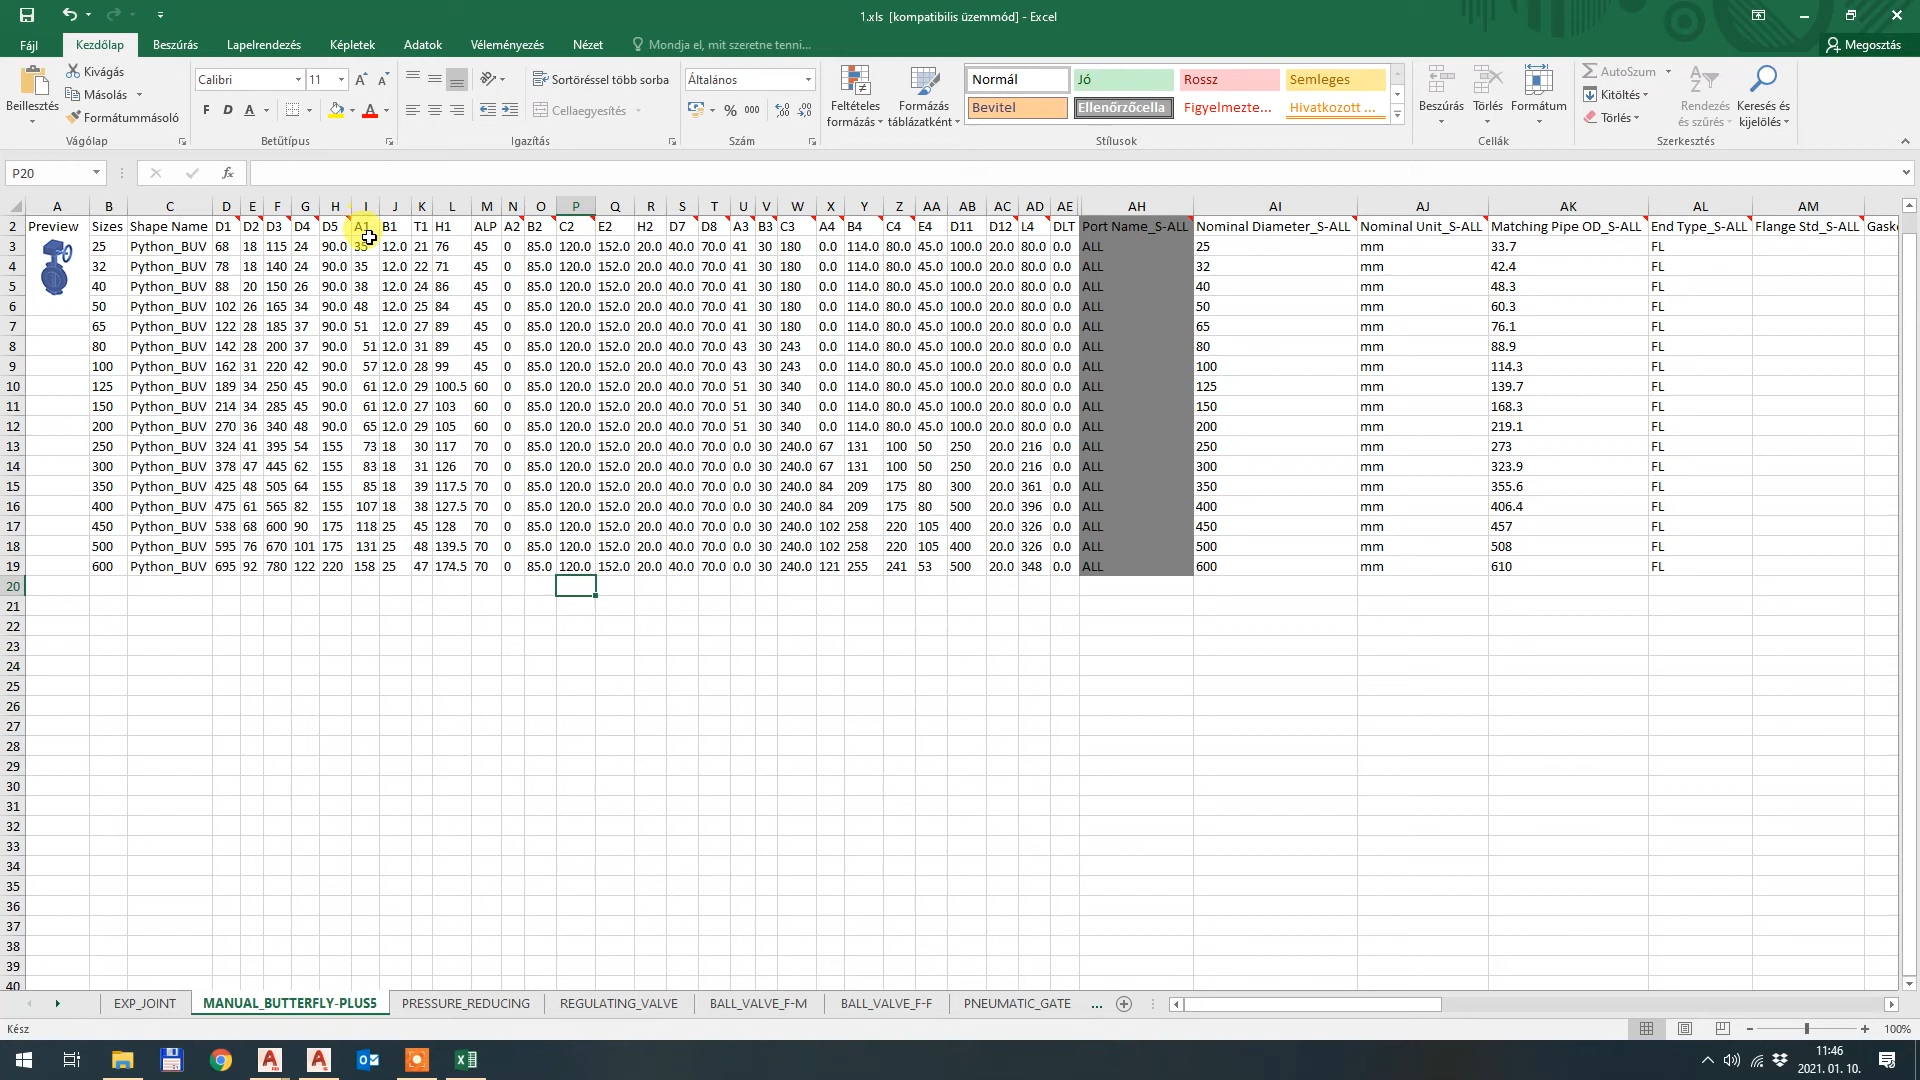 1.xls  [kompatibilis üzemmód] - Excel
Fájl Kezdőlap Beszúrás Lapelrendezés Képletek Adatok Véleményezés Nézet Mondja el, mit szeretne tenni... Megosztás
Beillesztés Kivágás Másolás Formátummásoló
Vágólap
Calibri 11
F D A
Betűtípus
Sortöréssel több sorba
Cellaegyesítés
Igazítás
Általános
% 000
Szám
Feltételes formázás
Formázás táblázatként
Normál Jó Rossz Semleges
Bevitel Ellenőrzőcella Figyelmezte... Hivatkozott ...
Stílusok
Beszúrás Törlés Formátum
Cellák
AutoSzum
Kitöltés
Törlés
Rendezés és szűrés
Keresés és kijelölés
Szerkesztés
P20 fx
A B C D E F G H I J K L M N O P Q R S T U V W X Y Z AA AB AC AD AE AH AI AJ AK AL AM
2 Preview Sizes Shape Name D1 E2 D2 D3 D4 D5 A1 B1 T1 H1 ALP A2 B2 C2 E2 H2 D7 D8 A3 B3 C3 A4 B4 C4 E4 D11 D12 L4 DLT Port Name_S-ALL Nominal Diameter_S-ALL Nominal Unit_S-ALL Matching Pipe OD_S-ALL End Type_S-ALL Flange Std_S-ALL Gask
3 25 Python_BUV 68 18 115 24 90.0 35 12.0 21 76 45 0 85.0 120.0 152.0 20.0 40.0 70.0 41 30 180 0.0 114.0 80.0 45.0 100.0 20.0 80.0 0.0 ALL 25 mm 33.7 FL
4 32 Python_BUV 78 18 140 24 90.0 35 12.0 22 71 45 0 85.0 120.0 152.0 20.0 40.0 70.0 41 30 180 0.0 114.0 80.0 45.0 100.0 20.0 80.0 0.0 ALL 32 mm 42.4 FL
5 40 Python_BUV 88 20 150 26 90.0 38 12.0 24 86 45 0 85.0 120.0 152.0 20.0 40.0 70.0 41 30 180 0.0 114.0 80.0 45.0 100.0 20.0 80.0 0.0 ALL 40 mm 48.3 FL
6 50 Python_BUV 102 26 165 34 90.0 48 12.0 25 84 45 0 85.0 120.0 152.0 20.0 40.0 70.0 41 30 180 0.0 114.0 80.0 45.0 100.0 20.0 80.0 0.0 ALL 50 mm 60.3 FL
7 65 Python_BUV 122 28 185 37 90.0 51 12.0 27 89 45 0 85.0 120.0 152.0 20.0 40.0 70.0 41 30 180 0.0 114.0 80.0 45.0 100.0 20.0 80.0 0.0 ALL 65 mm 76.1 FL
8 80 Python_BUV 142 28 200 37 90.0 51 12.0 31 89 45 0 85.0 120.0 152.0 20.0 40.0 70.0 43 30 243 0.0 114.0 80.0 45.0 100.0 20.0 80.0 0.0 ALL 80 mm 88.9 FL
9 100 Python_BUV 162 31 220 42 90.0 57 12.0 28 99 45 0 85.0 120.0 152.0 20.0 40.0 70.0 43 30 243 0.0 114.0 80.0 45.0 100.0 20.0 80.0 0.0 ALL 100 mm 114.3 FL
10 125 Python_BUV 189 34 250 45 90.0 61 12.0 29 100.5 60 0 85.0 120.0 152.0 20.0 40.0 70.0 51 30 340 0.0 114.0 80.0 45.0 100.0 20.0 80.0 0.0 ALL 125 mm 139.7 FL
11 150 Python_BUV 214 34 285 45 90.0 61 12.0 27 103 60 0 85.0 120.0 152.0 20.0 40.0 70.0 51 30 340 0.0 114.0 80.0 45.0 100.0 20.0 80.0 0.0 ALL 150 mm 168.3 FL
12 200 Python_BUV 270 36 340 48 90.0 65 12.0 29 105 60 0 85.0 120.0 152.0 20.0 40.0 70.0 51 30 340 0.0 114.0 80.0 45.0 100.0 20.0 80.0 0.0 ALL 200 mm 219.1 FL
13 250 Python_BUV 324 41 395 54 155 73 18 30 117 70 0 85.0 120.0 152.0 20.0 40.0 70.0 0.0 30 240.0 67 131 100 50 250 20.0 216 0.0 ALL 250 mm 273 FL
14 300 Python_BUV 378 47 445 62 155 83 18 31 126 70 0 85.0 120.0 152.0 20.0 40.0 70.0 0.0 30 240.0 67 131 100 50 250 20.0 216 0.0 ALL 300 mm 323.9 FL
15 350 Python_BUV 425 48 505 64 155 85 18 39 117.5 70 0 85.0 120.0 152.0 20.0 40.0 70.0 0.0 30 240.0 84 209 175 80 300 20.0 361 0.0 ALL 350 mm 355.6 FL
16 400 Python_BUV 475 61 565 82 155 107 18 38 127.5 70 0 85.0 120.0 152.0 20.0 40.0 70.0 0.0 30 240.0 84 209 175 80 500 20.0 396 0.0 ALL 400 mm 406.4 FL
17 450 Python_BUV 538 68 600 90 175 118 25 45 128 70 0 85.0 120.0 152.0 20.0 40.0 70.0 0.0 30 240.0 102 258 220 105 400 20.0 326 0.0 ALL 450 mm 457 FL
18 500 Python_BUV 595 76 670 101 175 131 25 48 139.5 70 0 85.0 120.0 152.0 20.0 40.0 70.0 0.0 30 240.0 102 258 220 105 400 20.0 326 0.0 ALL 500 mm 508 FL
19 600 Python_BUV 695 92 780 122 220 158 25 47 174.5 70 0 85.0 120.0 152.0 20.0 40.0 70.0 0.0 30 240.0 121 255 241 53 500 20.0 348 0.0 ALL 600 mm 610 FL
20
21
22
23
24
25
26
27
28
29
30
31
32
33
34
35
36
37
38
39
40
EXP_JOINT MANUAL_BUTTERFLY-PLUS5 PRESSURE_REDUCING REGULATING_VALVE BALL_VALVE_F-M BALL_VALVE_F-F PNEUMATIC_GATE ...
Kész 100%
11:46
2021. 01. 10.